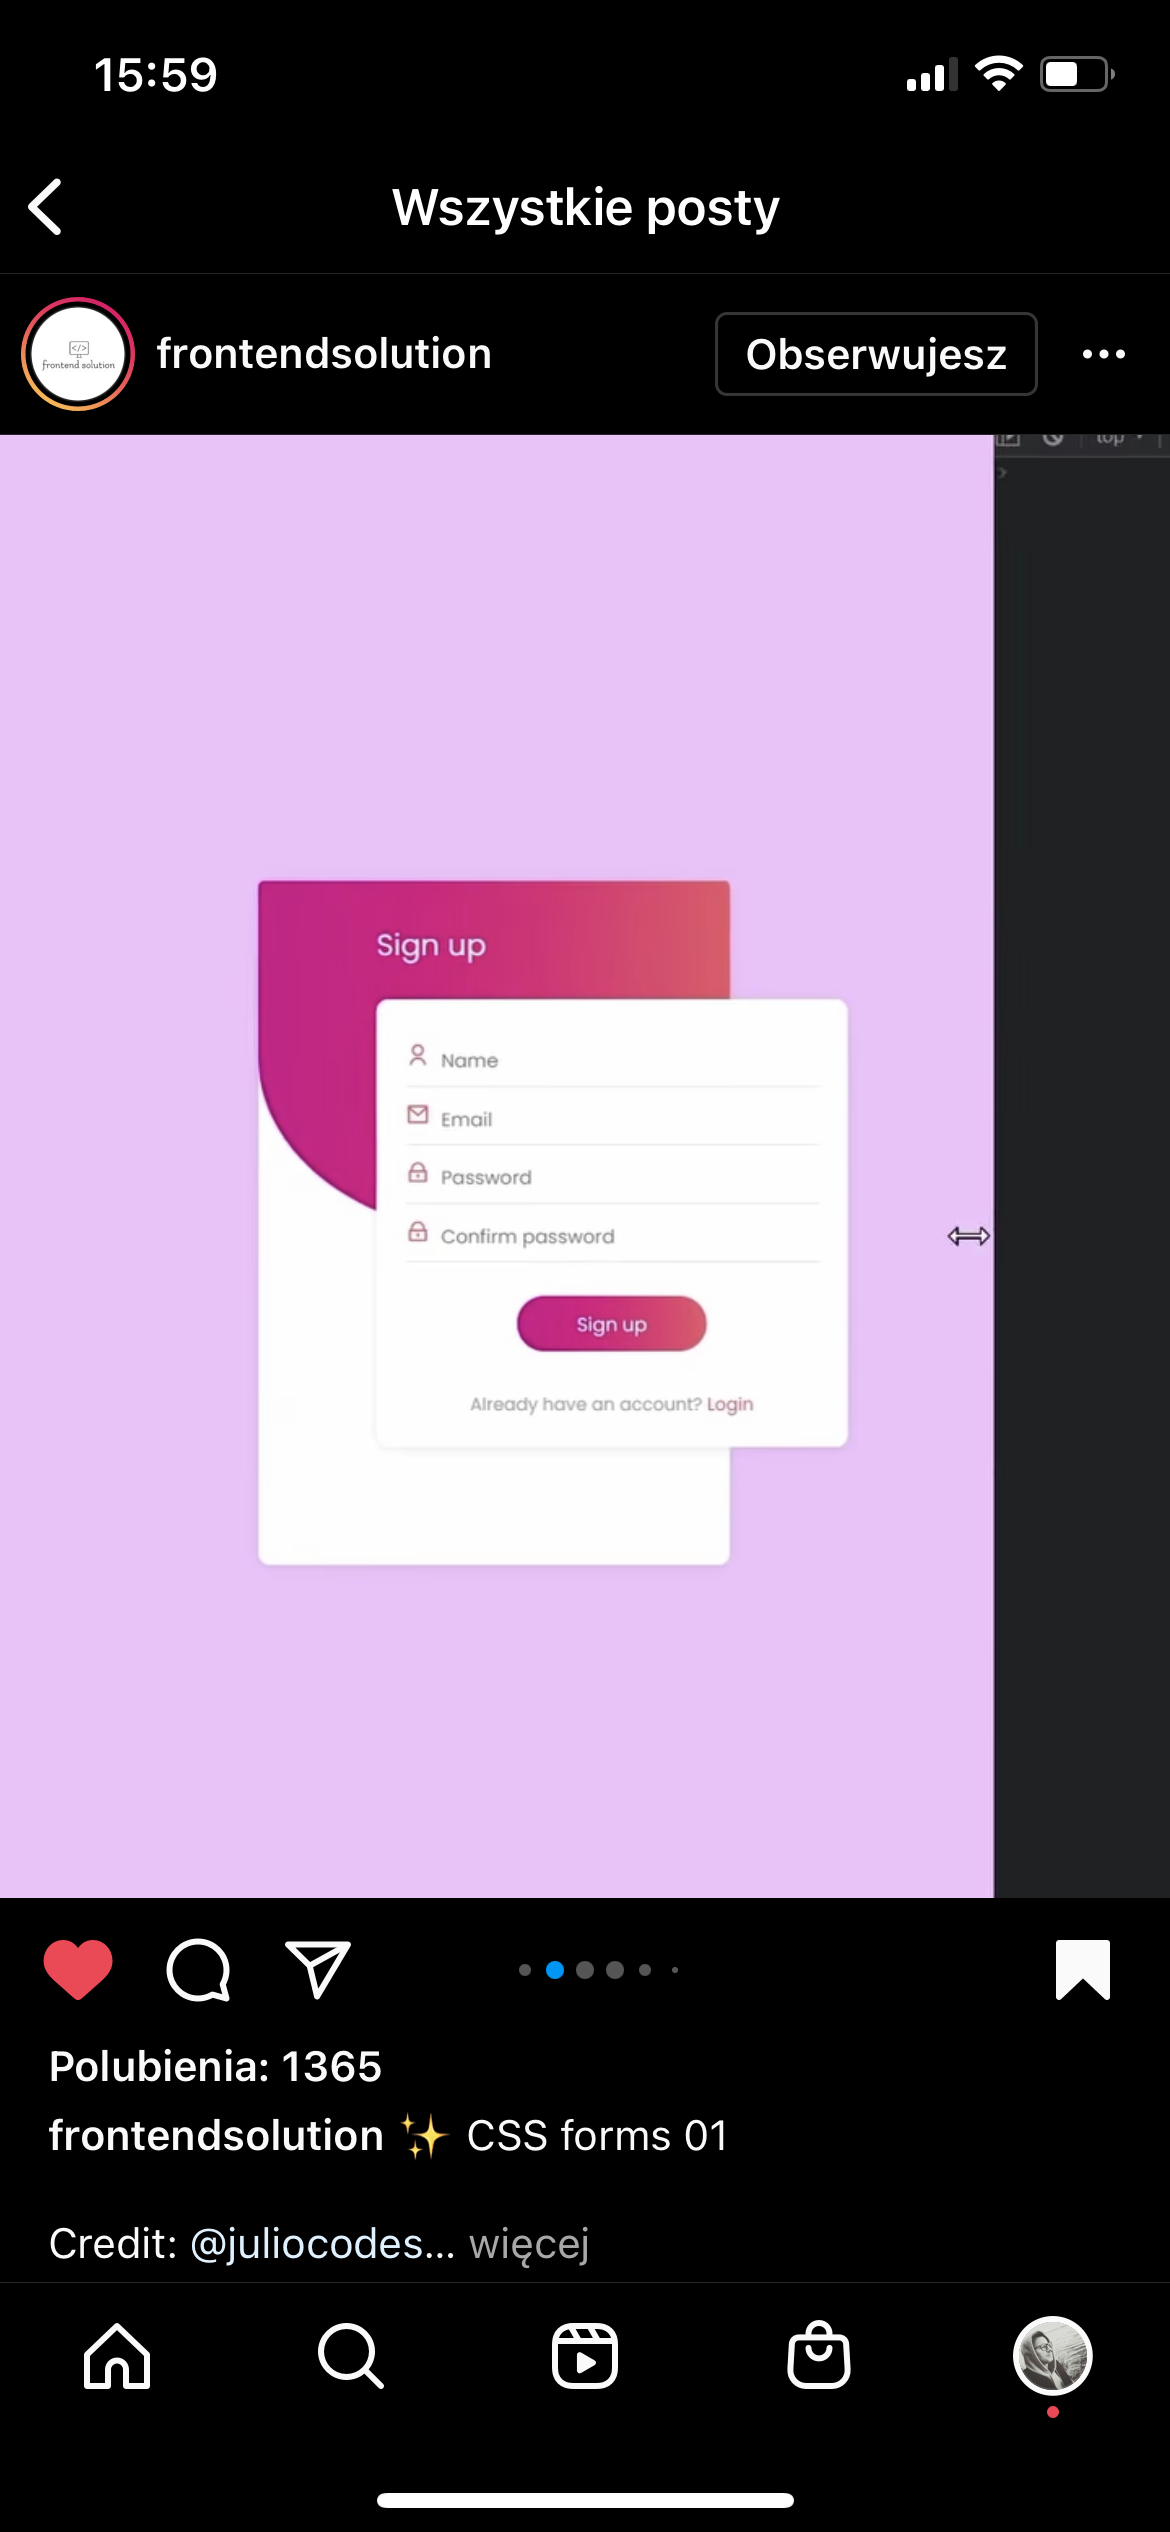 15:59
Wszystkie posty
frontend solution
frontendsolution
Obserwujesz
top
Sign up
Name
Email
Password
Confirm password
Sign up
Already have an account? Login
Polubienia: 1365
frontendsolution ✨ CSS forms 01
Credit: @juliocodes... więcej